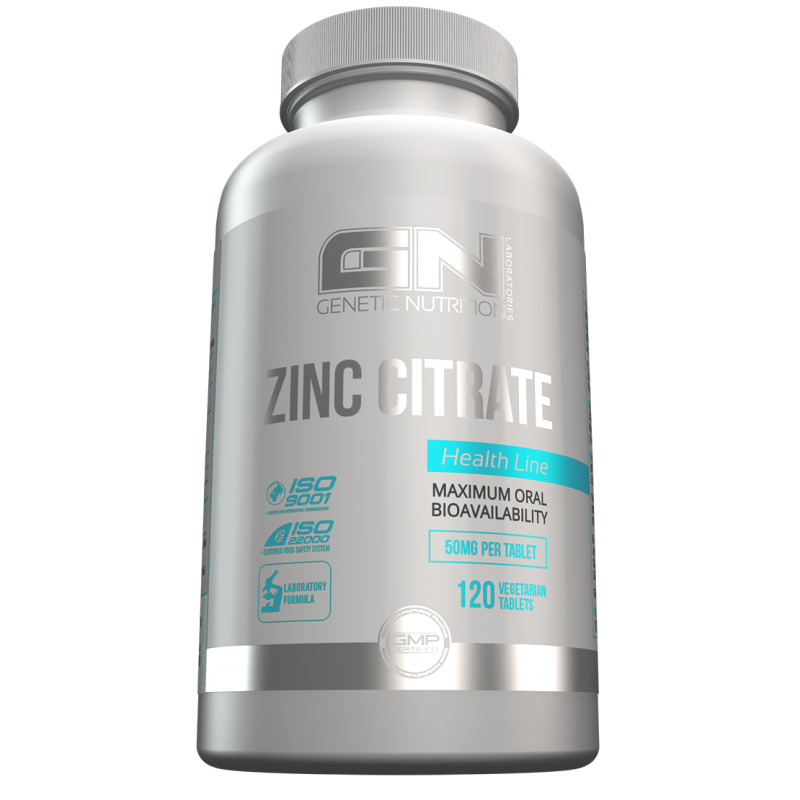 GN
LABORATORIES
GENETIC NUTRITION
ZINC CITRATE
Health Line
MAXIMUM ORAL
BIOAVAILABILITY
50MG PER TABLET
120 VEGETARIAN
TABLETS
ISO
9001
ISO
22000
CERTIFIED FOOD SAFETY SYSTEM
LABORATORY
FORMULA
GMP
CERTIFIED